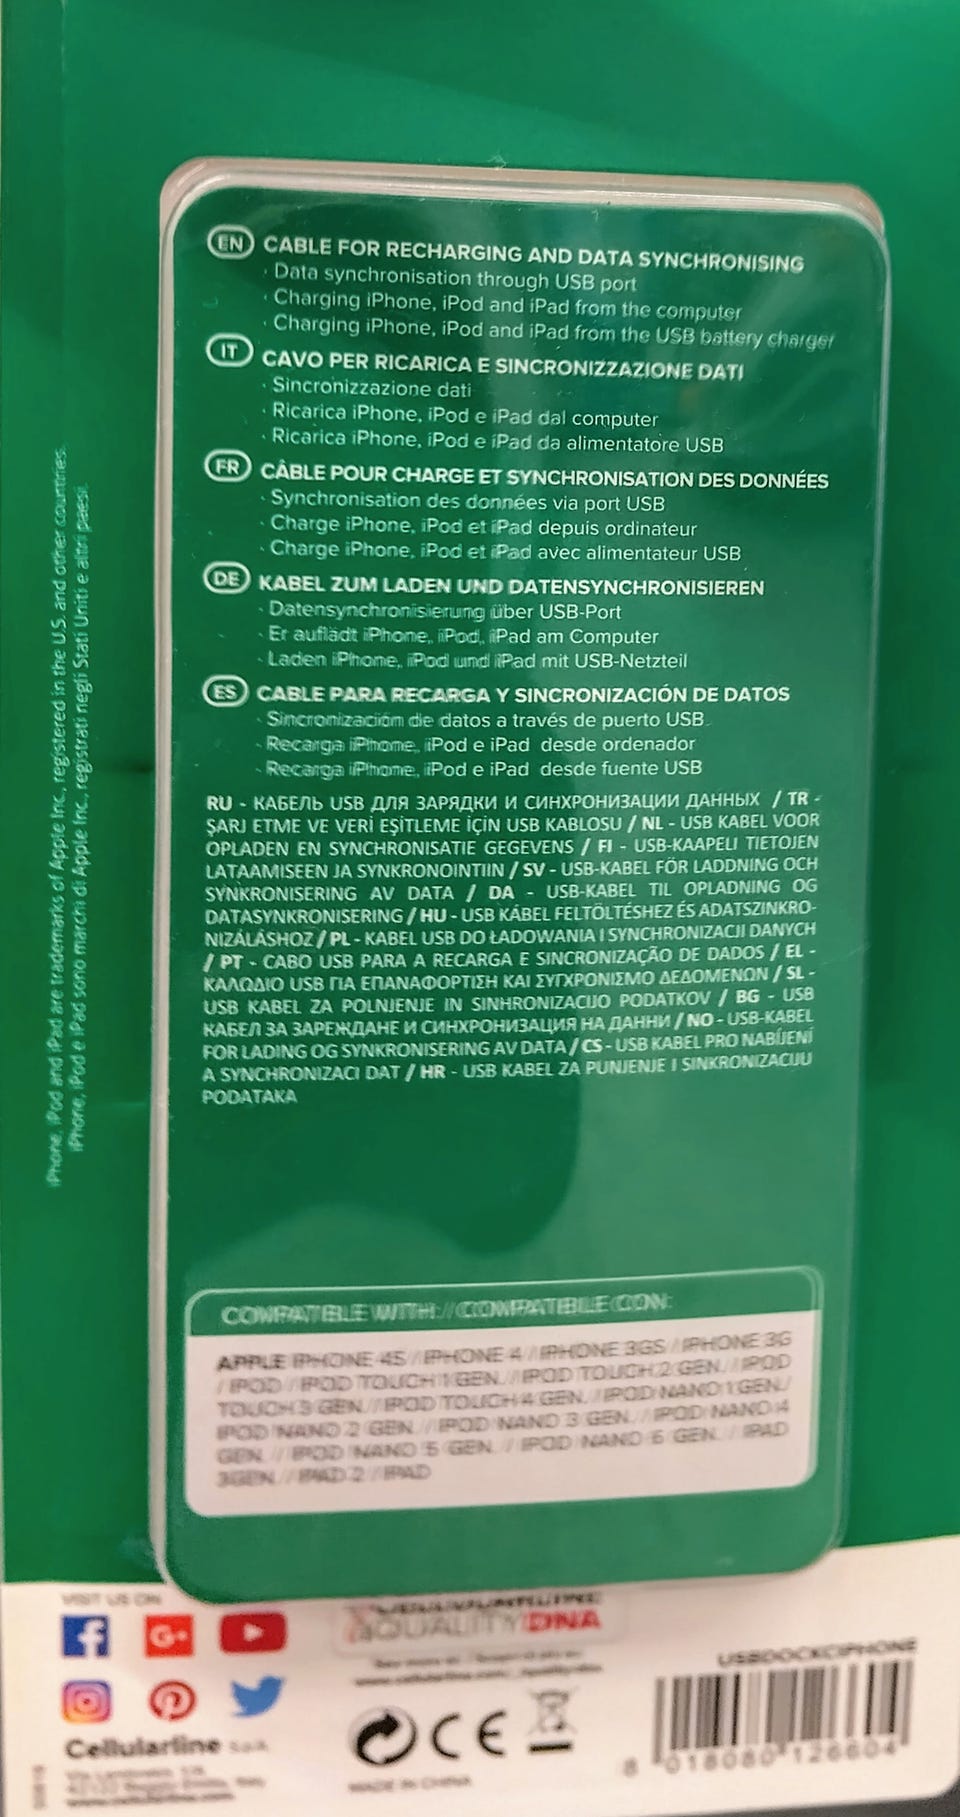 EN CABLE FOR RECHARGING AND DATA SYNCHRONISING
· Data synchronisation through USB port
· Charging iPhone, iPod and iPad from the computer
· Charging iPhone, iPod and iPad from the USB battery charger
IT CAVO PER RICARICA E SINCRONIZZAZIONE DATI
· Sincronizzazione dati
· Ricarica iPhone, iPod e iPad dal computer
· Ricarica iPhone, iPod e iPad da alimentatore USB
FR CÂBLE POUR CHARGE ET SYNCHRONISATION DES DONNÉES
· Synchronisation des données via port USB
· Charge iPhone, iPod et iPad depuis ordinateur
· Charge iPhone, iPod et iPad avec alimentateur USB
DE KABEL ZUM LADEN UND DATENSYNCHRONISIEREN
· Datensynchronisierung über USB-Port
· Er auflädt iPhone, iPod, iPad am Computer
· Laden iPhone, iPod und iPad mit USB-Netzteil
ES CABLE PARA RECARGA Y SINCRONIZACIÓN DE DATOS
· Sincronización de datos a través de puerto USB
· Recarga iPhone, iPod e iPad desde ordenador
· Recarga iPhone, iPod e iPad desde fuente USB
RU - КАБЕЛЬ USB ДЛЯ ЗАРЯДКИ И СИНХРОНИЗАЦИИ ДАННЫХ / TR -
ŞARJ ETME VE VERİ EŞİTLEME İÇİN USB KABLOSU / NL - USB KABEL VOOR
OPLADEN EN SYNCHRONISATIE GEGEVENS / FI - USB-KAAPELI TIETOJEN
LATAAMISEEN JA SYNKRONOINTIIN / SV - USB-KABEL FÖR LADDNING OCH
SYNKRONISERING AV DATA / DA - USB-KABEL TIL OPLADNING OG
DATASYNKRONISERING / HU - USB KÁBEL FELTÖLTÉSHEZ ÉS ADATSZINKRO-
NIZÁLÁSHOZ / PL - KABEL USB DO ŁADOWANIA I SYNCHRONIZACJI DANYCH
/ PT - CABO USB PARA A RECARGA E SINCRONIZAÇÃO DE DADOS / EL -
ΚΑΛΩΔΙΟ USB ΓΙΑ ΕΠΑΝΑΦΟΡΤΙΣΗ ΚΑΙ ΣΥΓΧΡΟΝΙΣΜΟ ΔΕΔΟΜΕΝΩΝ / SL -
USB KABEL ZA POLNJENJE IN SINHRONIZACIJO PODATKOV / BG - USB
КАБЕЛ ЗА ЗАРЕЖДАНЕ И СИНХРОНИЗАЦИЯ НА ДАННИ / NO - USB-KABEL
FOR LADING OG SYNKRONISERING AV DATA / CS - USB KABEL PRO NABÍJENÍ
A SYNCHRONIZACI DAT / HR - USB KABEL ZA PUNJENJE I SINKRONIZACIJU
PODATAKA
iPhone, iPod and iPad are trademarks of Apple Inc., registered in the U.S. and other countries.
iPhone, iPod e iPad sono marchi di Apple Inc., registrati negli Stati Uniti e altri paesi.
COMPATIBLE WITH: / COMPATIBILE CON:
APPLE IPHONE 4S / IPHONE 4 / IPHONE 3GS / IPHONE 3G
/ IPOD / IPOD TOUCH 1 GEN. / IPOD TOUCH 2 GEN. / IPOD
TOUCH 3 GEN. / IPOD TOUCH 4 GEN. / IPOD NANO 1 GEN. /
IPOD NANO 2 GEN. / IPOD NANO 3 GEN. / IPOD NANO 4
GEN. / IPOD NANO 5 GEN. / IPOD NANO 6 GEN. / IPAD
3GEN. / IPAD 2 / IPAD
VISIT US ON
G+
CELLULARLINE
QUALITYDNA
www.cellularline.com
USBDOCKCIPHONE
Cellularline S.p.A.
42122 Reggio Emilia, Italy
www.cellularline.com
CE
MADE IN CHINA
8 018080 126604